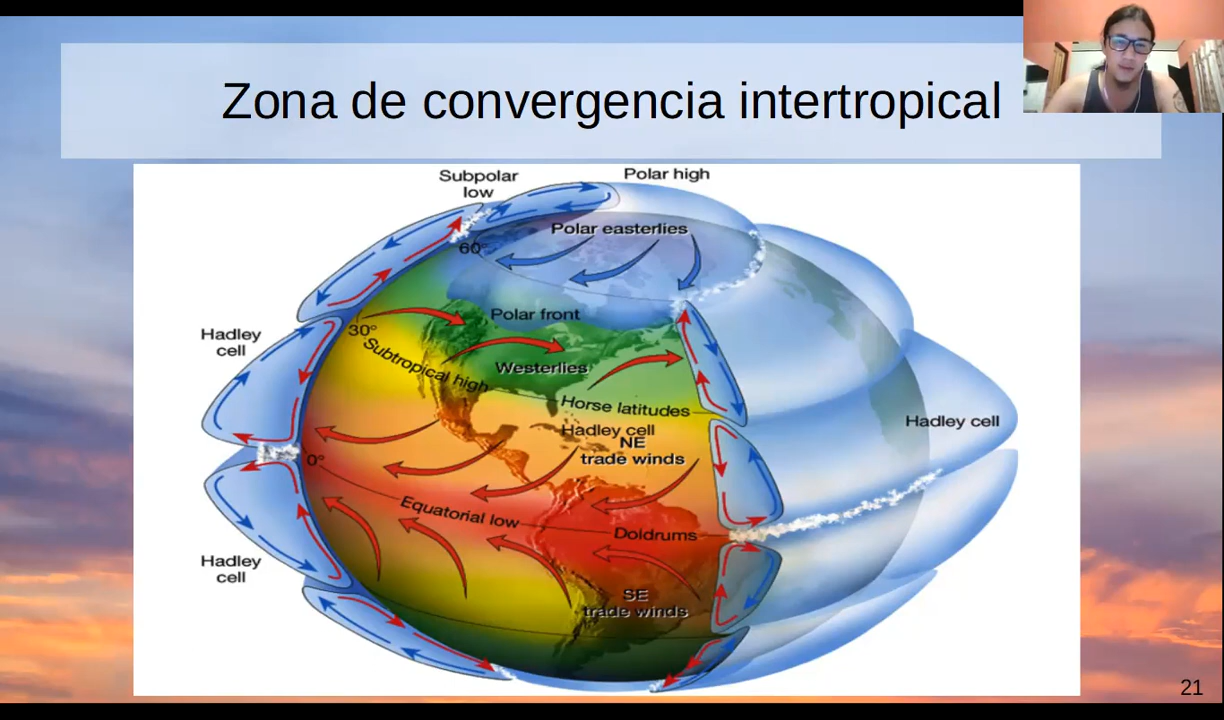 Zona de convergencia intertropical
Subpolar
low
Polar high
Polar easterlies
60°
Polar front
30°
Hadley
cell
Subtropical high
Westerlies
Horse latitudes
Hadley cell
Hadley cell
NE
trade winds
0°
Equatorial low
Doldrums
Hadley
cell
SE
trade winds
21